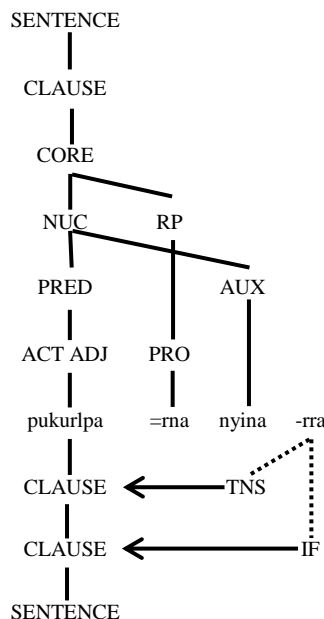 SENTENCE
CLAUSE
CORE
NUC RP
PRED AUX
ACT ADJ PRO
pukurlpa =rna nyina -rra
CLAUSE TNS
CLAUSE IF
SENTENCE